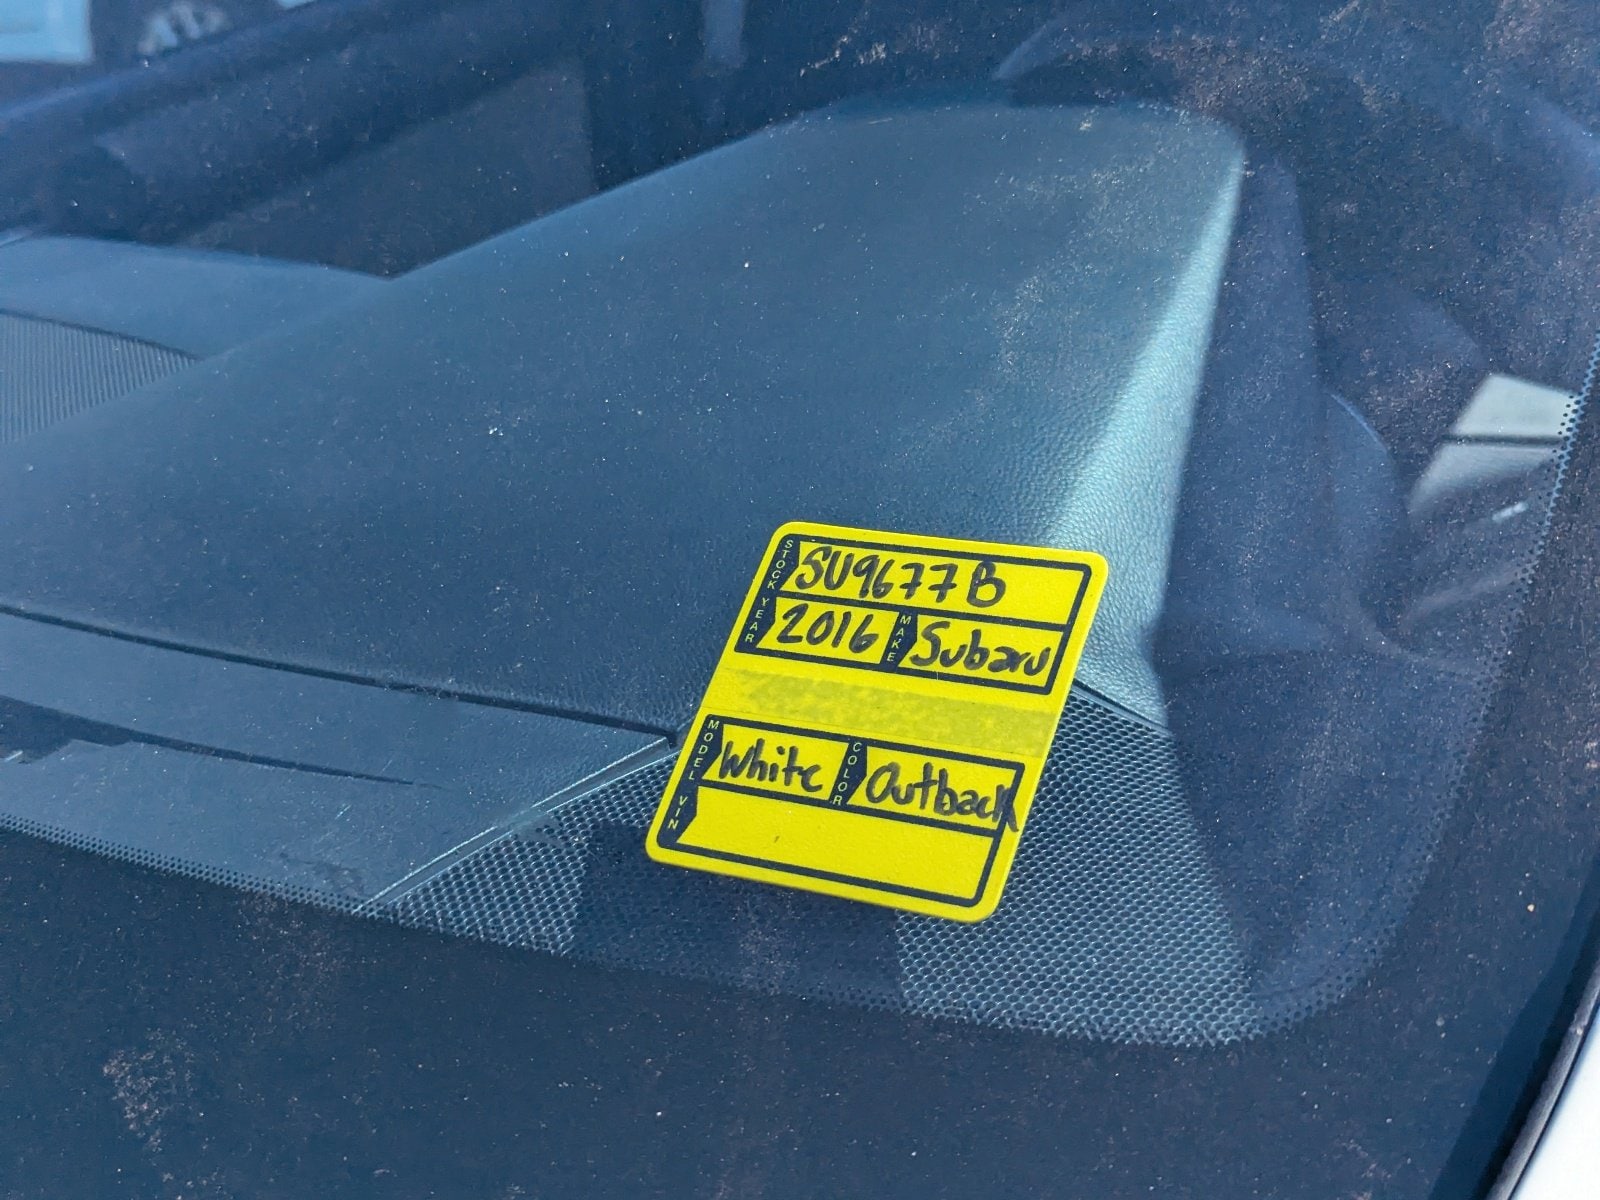 STOCK SU9677B
YEAR 2016 MAKE Subaru
MODEL White COLOR Outback
VIN